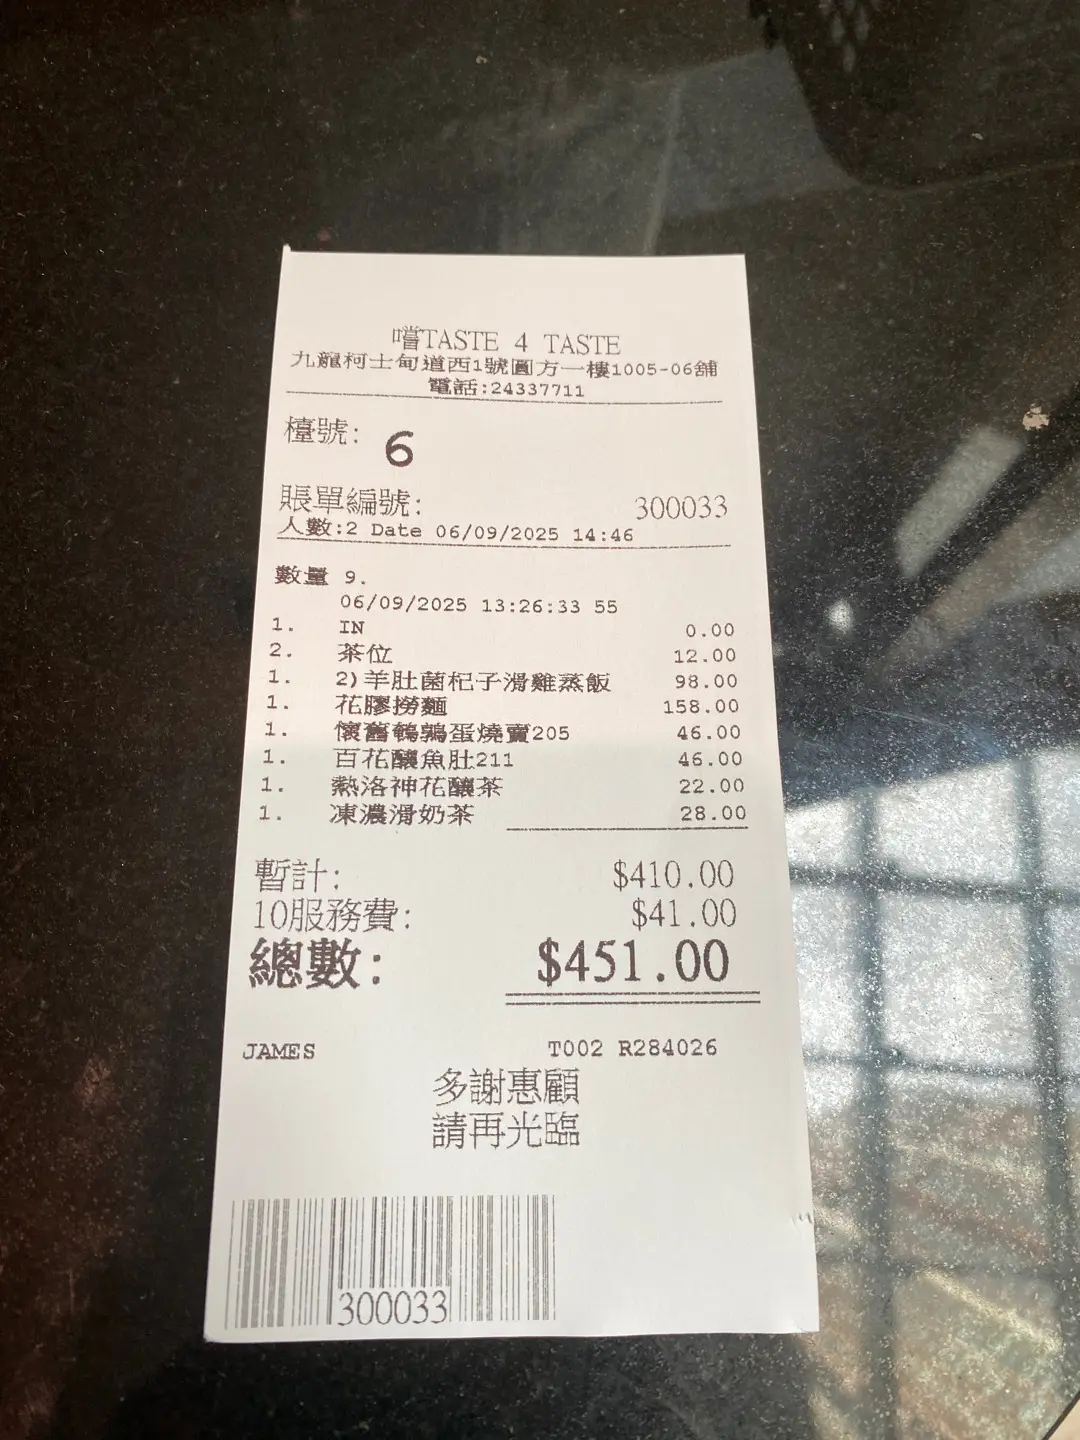 嚐TASTE 4 TASTE
九龍柯士甸道西1號圓方一樓1005-06舖
電話:24337711
檯號: 6
賬單編號: 300033
人數:2 Date 06/09/2025 14:46
數量 9.
06/09/2025 13:26:33 55
1. IN 0.00
2. 茶位 12.00
1. 2)羊肚菌杞子滑雞蒸飯 98.00
1. 花膠撈麵 158.00
1. 懷舊鵪鶉蛋燒賣205 46.00
1. 百花釀魚肚211 46.00
1. 熱洛神花釀茶 22.00
1. 凍濃滑奶茶 28.00
暫計: $410.00
10服務費: $41.00
總數: $451.00
JAMES T002 R284026
多謝惠顧
請再光臨
300033